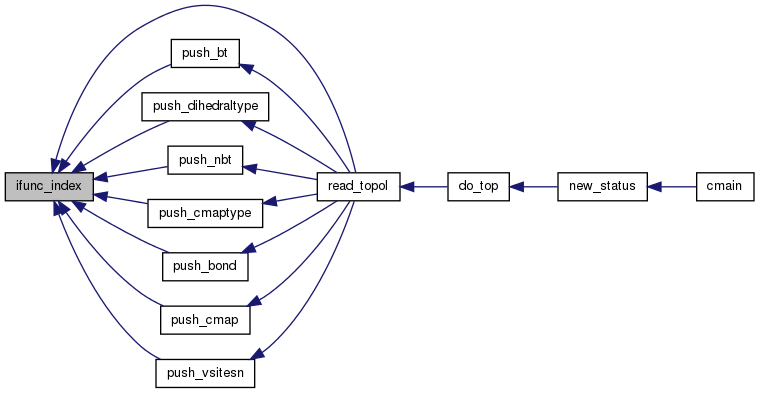 push_bt
push_dihedraltype
push_nbt
ifunc_index
read_topol
do_top
new_status
cmain
push_cmaptype
push_bond
push_cmap
push_vsitesn